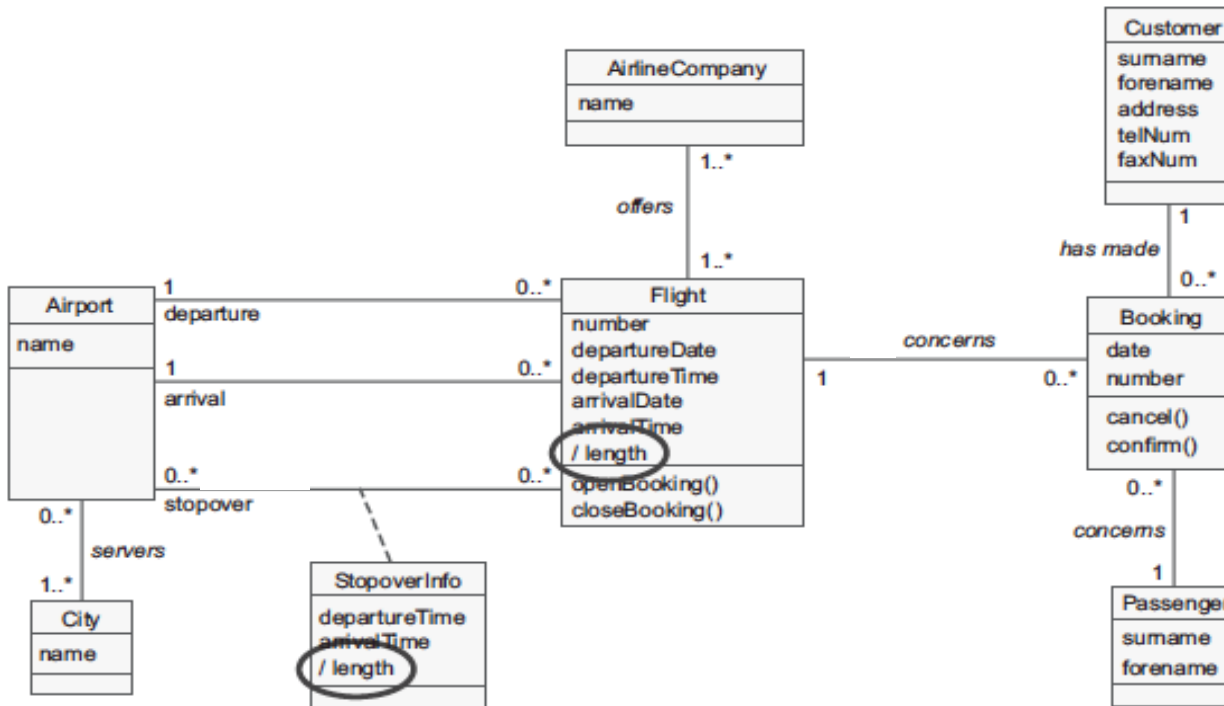 Customer
surname
forename
address
telNum
faxNum
AirlineCompany
name
1..*
offers
1..*
1
has made
0..*
Airport
name
1
departure
0..*
1
arrival
0..*
0..*
stopover
0..*
Flight
number
departureDate
departureTime
arrivalDate
arrivalTime
/ length
openBooking()
closeBooking()
concerns
1
0..*
Booking
date
number
cancel()
confirm()
0..*
servers
1..*
City
name
StopoverInfo
departureTime
arrivalTime
/ length
0..*
concerns
1
Passenger
surname
forename